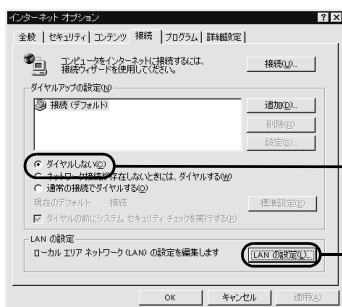 インターネット オプション
全般 セキュリティ コンテンツ 接続 プログラム 詳細設定
コンピュータをインターネットに接続するには、
接続ウィザードを使用してください。
接続(U)...
ダイヤルアップの設定(N)
接続 (デフォルト)
追加(D)...
削除(R)
設定(S)...
ダイヤルしない(C)
ネットワーク接続が存在しないときには、ダイヤルする(W)
通常の接続でダイヤルする(O)
現在のデフォルト 接続
標準設定(E)
ダイヤルの前にシステム セキュリティ チェックを実行する(P)
LAN の設定
ローカル エリア ネットワーク (LAN) の設定を編集します
LAN の設定(L)...
OK キャンセル 適用(A)